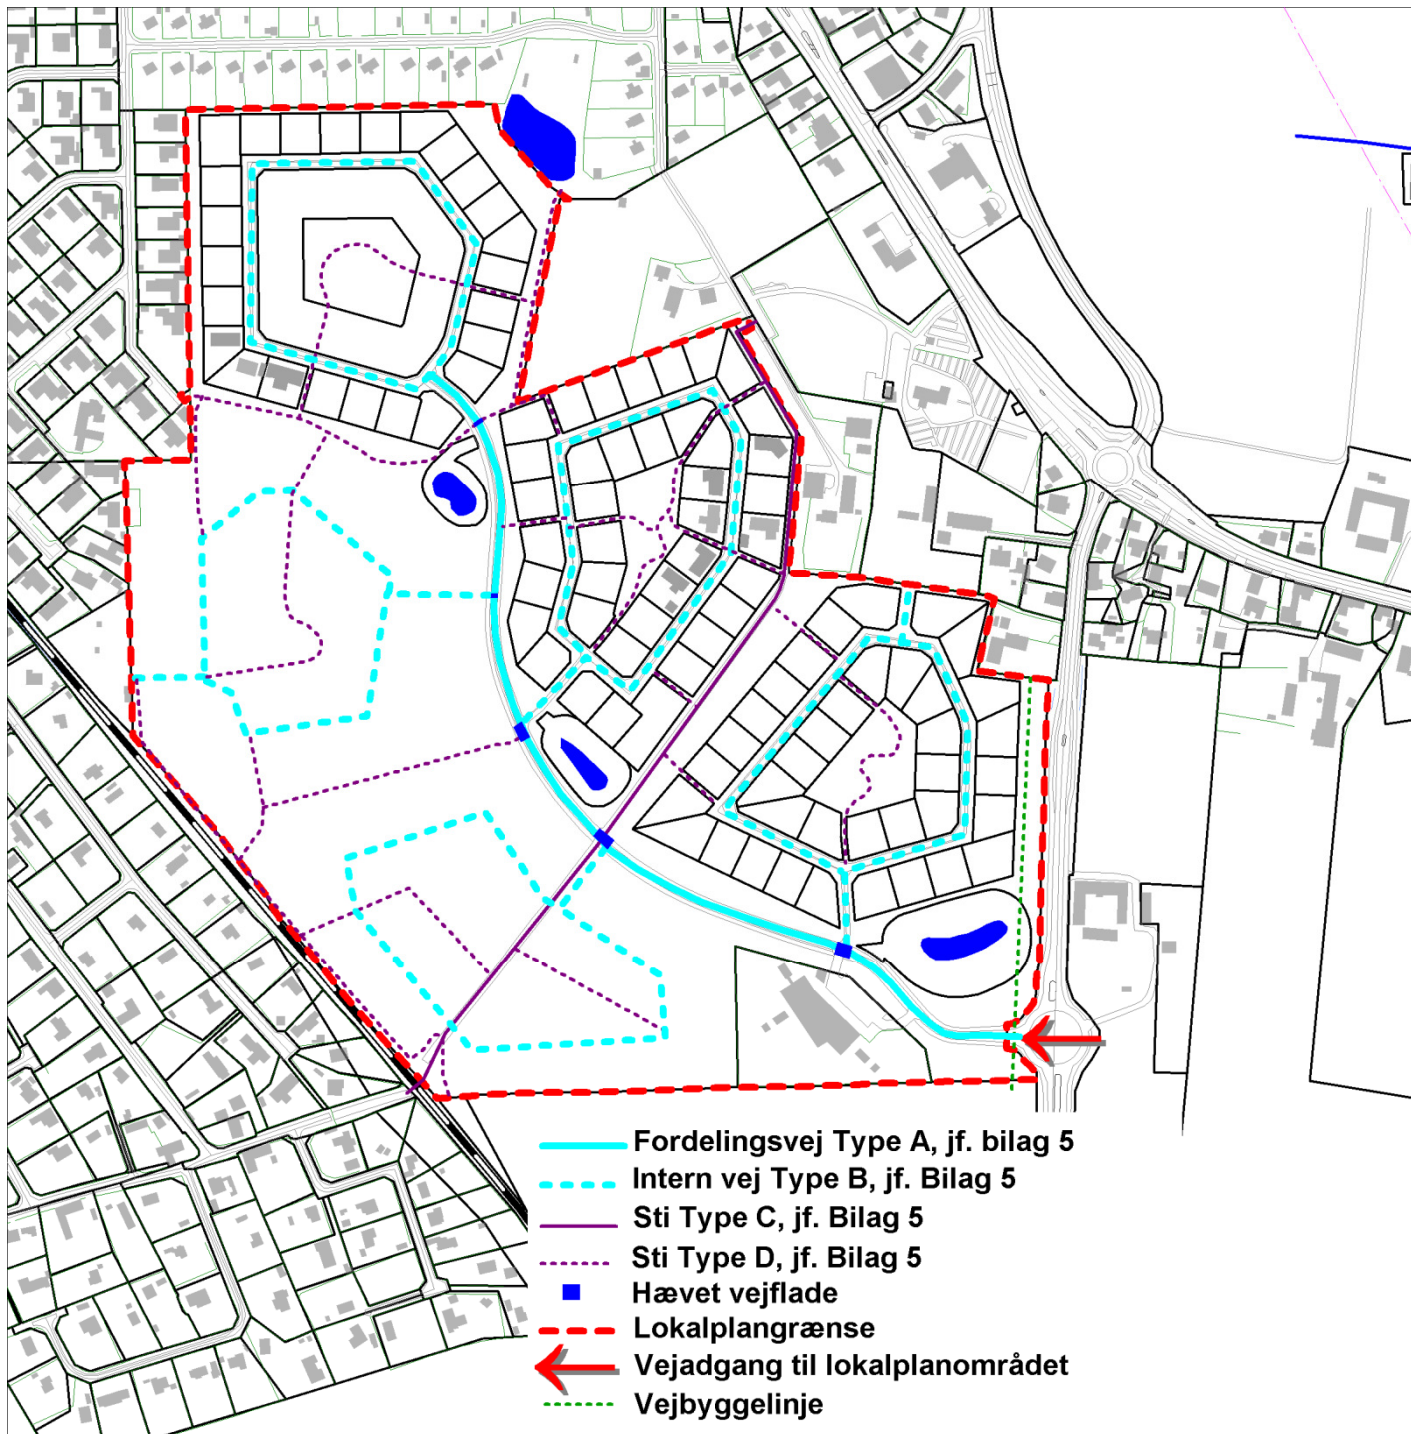 Fordelingsvej Type A, jf. bilag 5
Intern vej Type B, jf. Bilag 5
Sti Type C, jf. Bilag 5
Sti Type D, jf. Bilag 5
Hævet vejflade
Lokalplangrænse
Vejadgang til lokalplanområdet
Vejbyggelinje